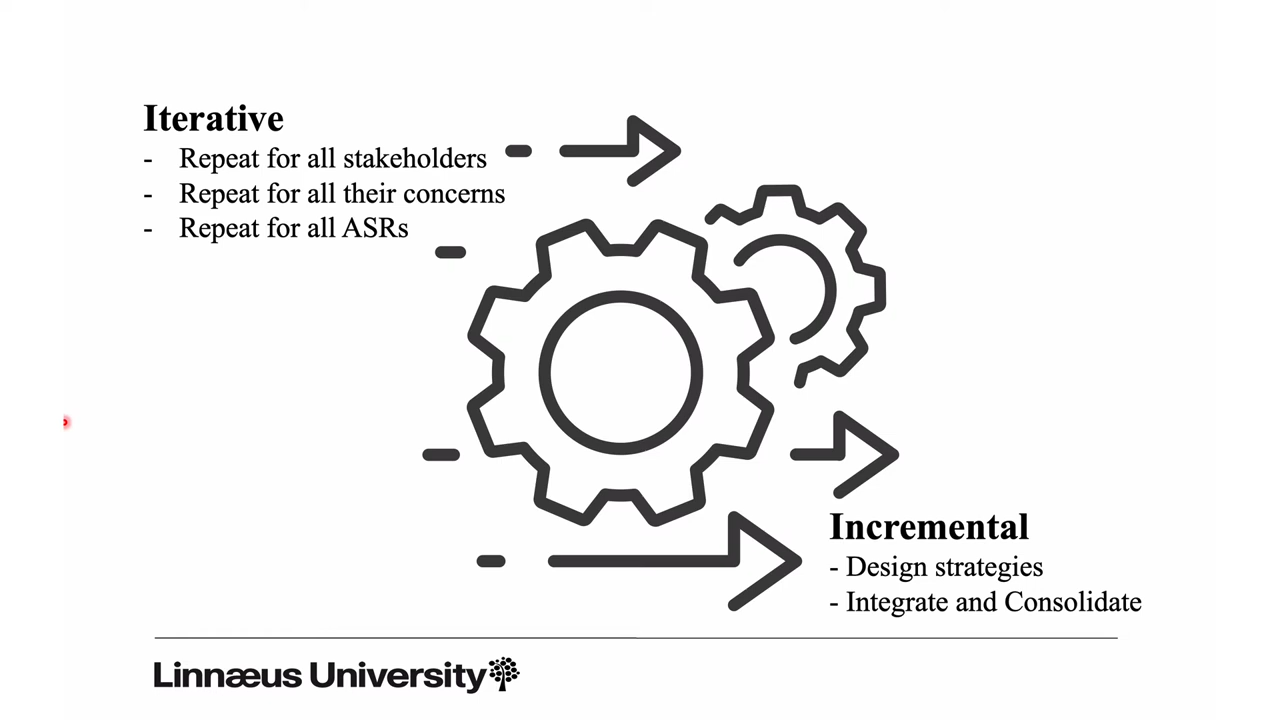 Iterative
- Repeat for all stakeholders
- Repeat for all their concerns
- Repeat for all ASRs
Incremental
- Design strategies
- Integrate and Consolidate
Linnæus University